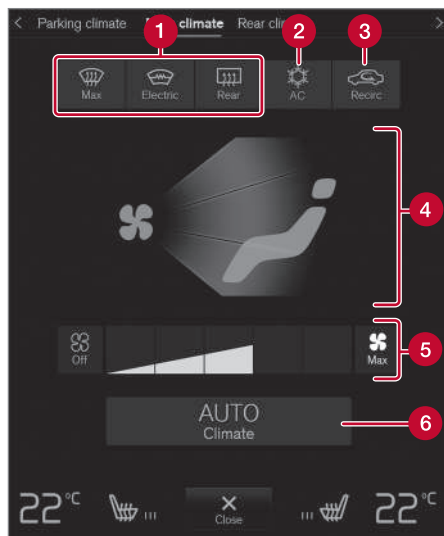 Parking climate climate Rear
1 2 3
Max Electric Rear AC Recirc
4
Off Max
5
AUTO
Climate
6
22°C 22°C
Close